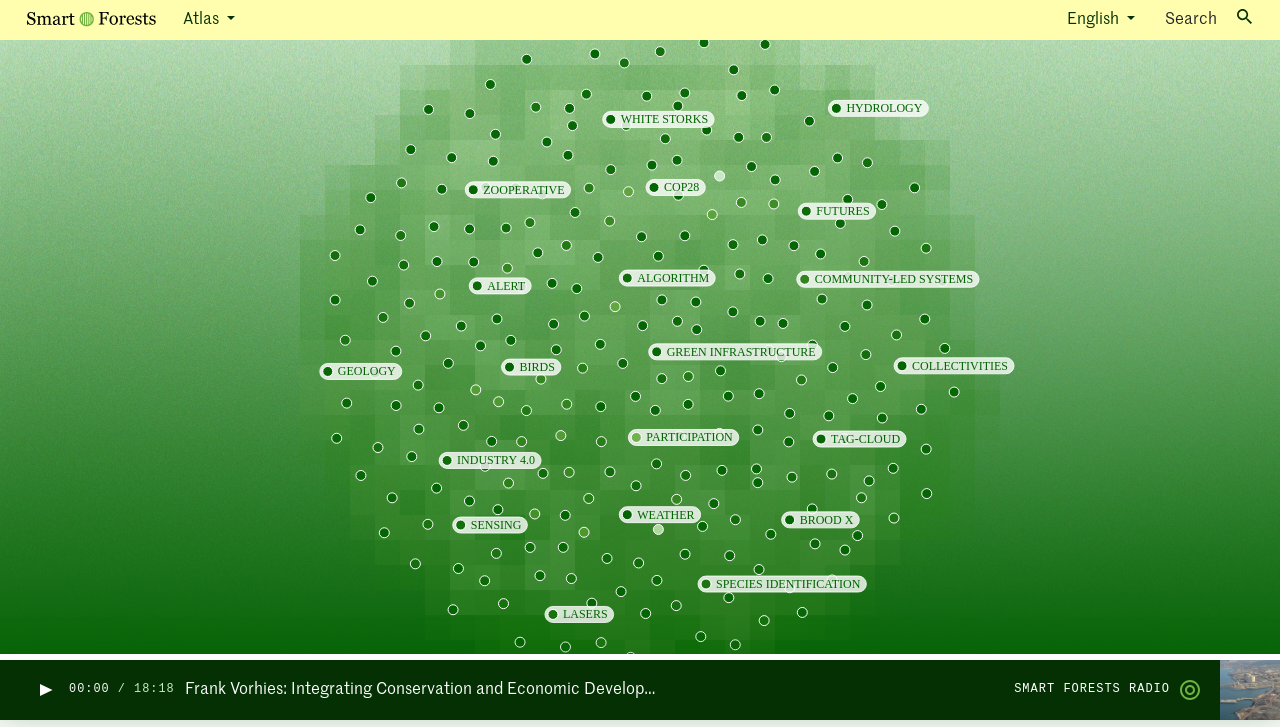 Smart Forests Atlas English Search
HYDROLOGY
WHITE STORKS
ZOOPERATIVE
COP28
FUTURES
ALGORITHM
COMMUNITY-LED SYSTEMS
ALERT
GREEN INFRASTRUCTURE
COLLECTIVITIES
BIRDS
GEOLOGY
PARTICIPATION
TAG-CLOUD
INDUSTRY 4.0
WEATHER
BROOD X
SENSING
SPECIES IDENTIFICATION
LASERS
00:00 / 18:18 Frank Vorhies: Integrating Conservation and Economic Develop... SMART FORESTS RADIO